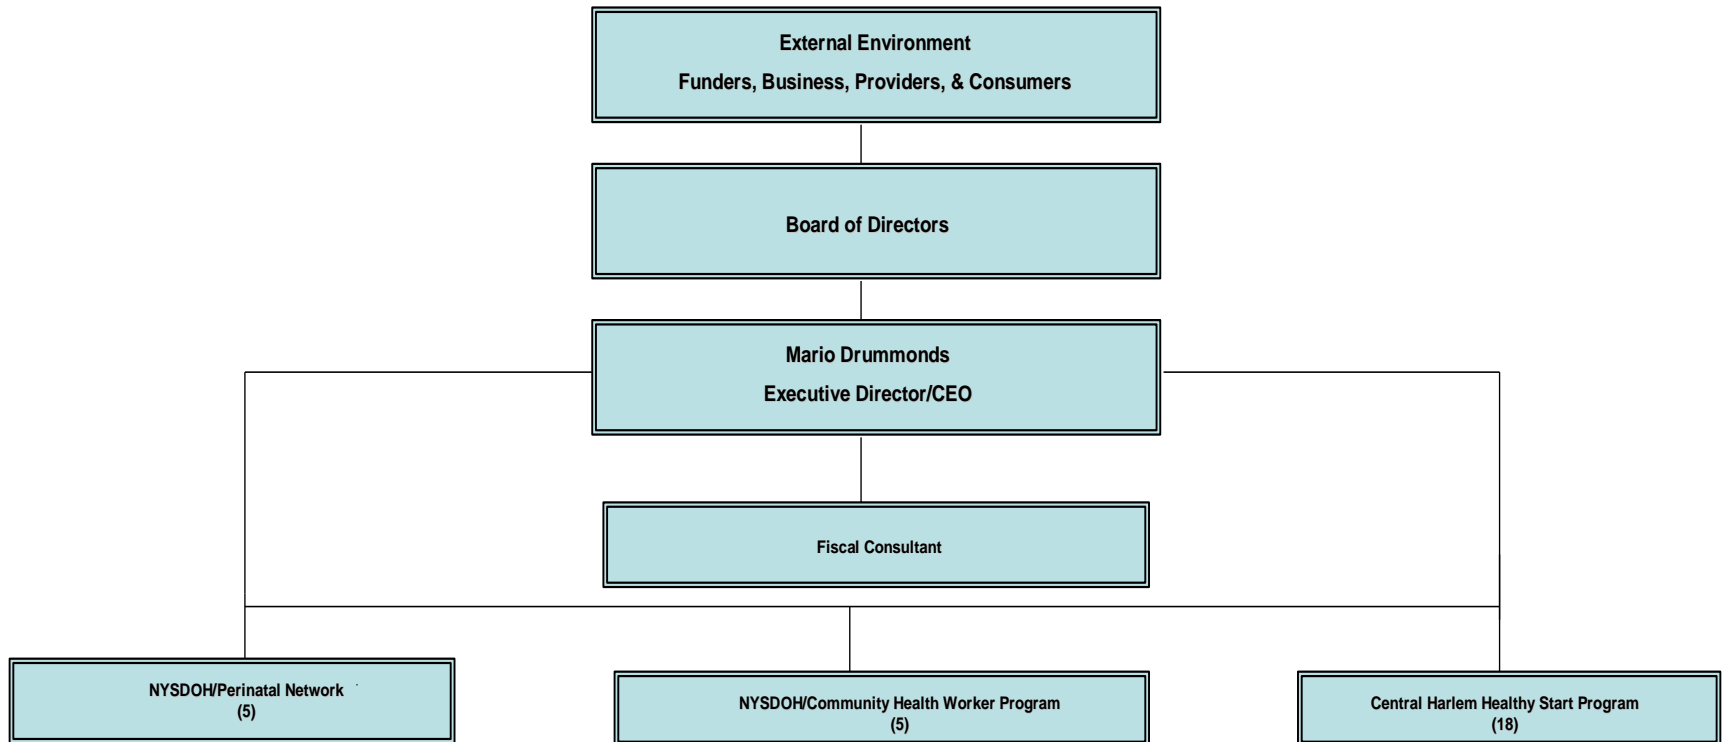 External Environment
Funders, Business, Providers, & Consumers
Board of Directors
Mario Drummonds
Executive Director/CEO
Fiscal Consultant
NYSDOH/Perinatal Network
(5)
NYSDOH/Community Health Worker Program
(5)
Central Harlem Healthy Start Program
(18)